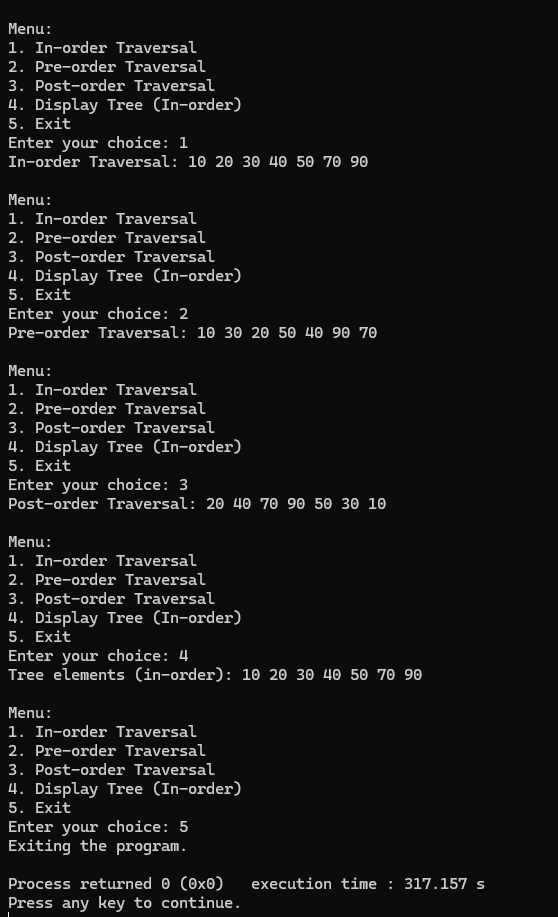 Menu:
1. In-order Traversal
2. Pre-order Traversal
3. Post-order Traversal
4. Display Tree (In-order)
5. Exit
Enter your choice: 1
In-order Traversal: 10 20 30 40 50 70 90
Menu:
1. In-order Traversal
2. Pre-order Traversal
3. Post-order Traversal
4. Display Tree (In-order)
5. Exit
Enter your choice: 2
Pre-order Traversal: 10 30 20 50 40 90 70
Menu:
1. In-order Traversal
2. Pre-order Traversal
3. Post-order Traversal
4. Display Tree (In-order)
5. Exit
Enter your choice: 3
Post-order Traversal: 20 40 70 90 50 30 10
Menu:
1. In-order Traversal
2. Pre-order Traversal
3. Post-order Traversal
4. Display Tree (In-order)
5. Exit
Enter your choice: 4
Tree elements (in-order): 10 20 30 40 50 70 90
Menu:
1. In-order Traversal
2. Pre-order Traversal
3. Post-order Traversal
4. Display Tree (In-order)
5. Exit
Enter your choice: 5
Exiting the program.
Process returned 0 (0x0)   execution time : 317.157 s
Press any key to continue.